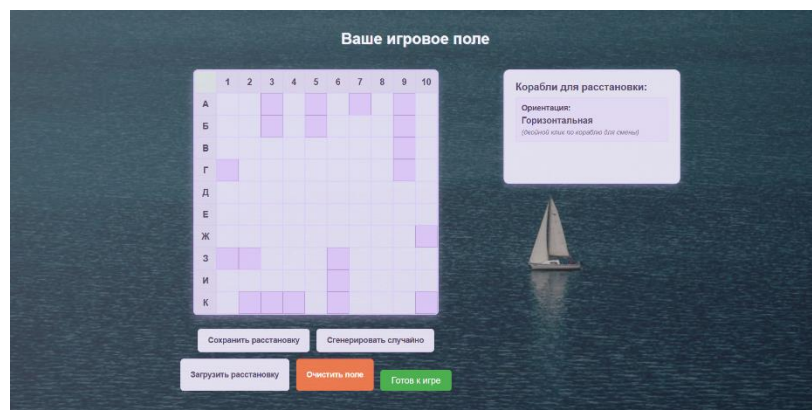 Ваше игровое поле
1 2 3 4 5 6 7 8 9 10
А
Б
В
Г
Д
Е
Ж
З
И
К
Корабли для расстановки:
Ориентация:
Горизонтальная
(двойной клик по кораблю для смены)
Сохранить расстановку
Сгенерировать случайно
Загрузить расстановку
Очистить поле
Готов к игре